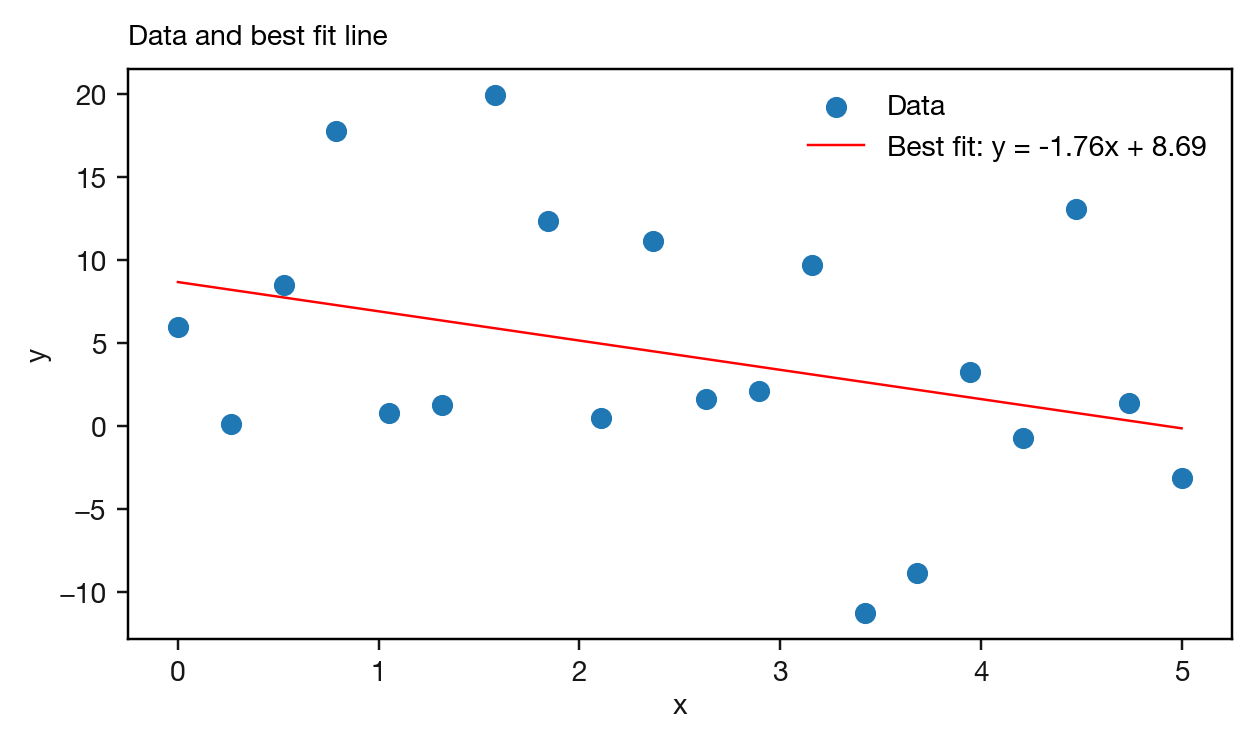 Data and best fit line
20
15
10
5
0
−5
−10
y
Data
Best fit: y = -1.76x + 8.69
0 1 2 3 4 5
x